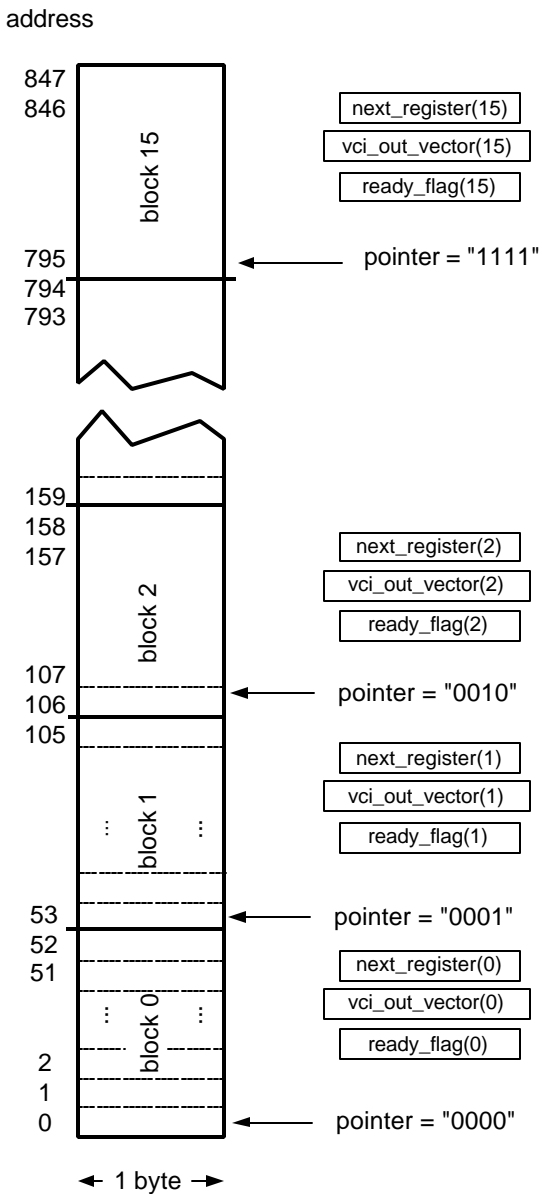 address
847
846
block 15
next_register(15)
vci_out_vector(15)
ready_flag(15)
795
pointer = "1111"
794
793
159
158
157
block 2
next_register(2)
vci_out_vector(2)
ready_flag(2)
107
106
pointer = "0010"
105
block 1
... ...
next_register(1)
vci_out_vector(1)
ready_flag(1)
53
pointer = "0001"
52
51
block 0
... ...
next_register(0)
vci_out_vector(0)
ready_flag(0)
2
1
0
pointer = "0000"
1 byte